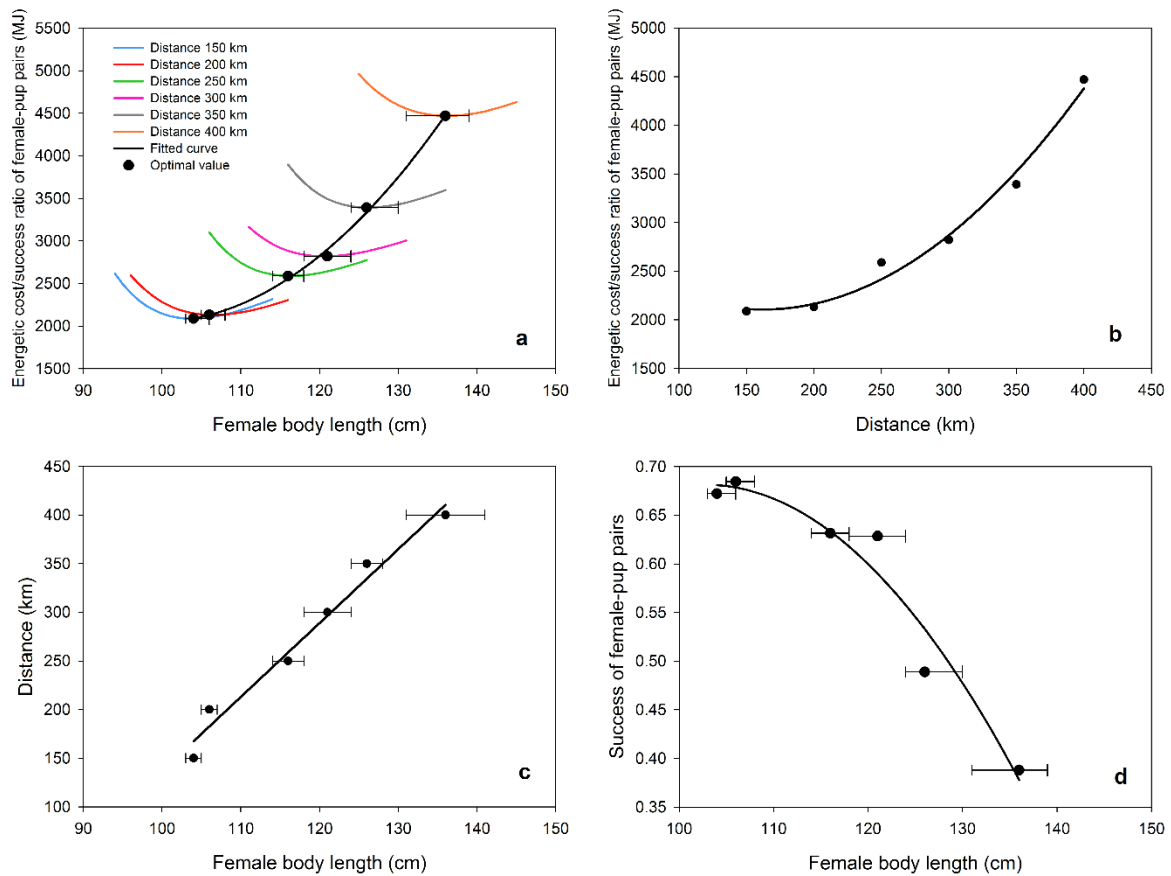 Energetic cost/success ratio of female-pup pairs (MJ)
5500
5000
4500
4000
3500
3000
2500
2000
1500
Distance 150 km
Distance 200 km
Distance 250 km
Distance 300 km
Distance 350 km
Distance 400 km
Fitted curve
Optimal value
a
90 100 110 120 130 140 150
Female body length (cm)
Energetic cost/success ratio of female-pup pairs (MJ)
5000
4500
4000
3500
3000
2500
2000
1500
b
100 150 200 250 300 350 400 450
Distance (km)
Distance (km)
450
400
350
300
250
200
150
100
c
90 100 110 120 130 140 150
Female body length (cm)
Success of female-pup pairs
0.70
0.65
0.60
0.55
0.50
0.45
0.40
0.35
d
100 110 120 130 140 150
Female body length (cm)